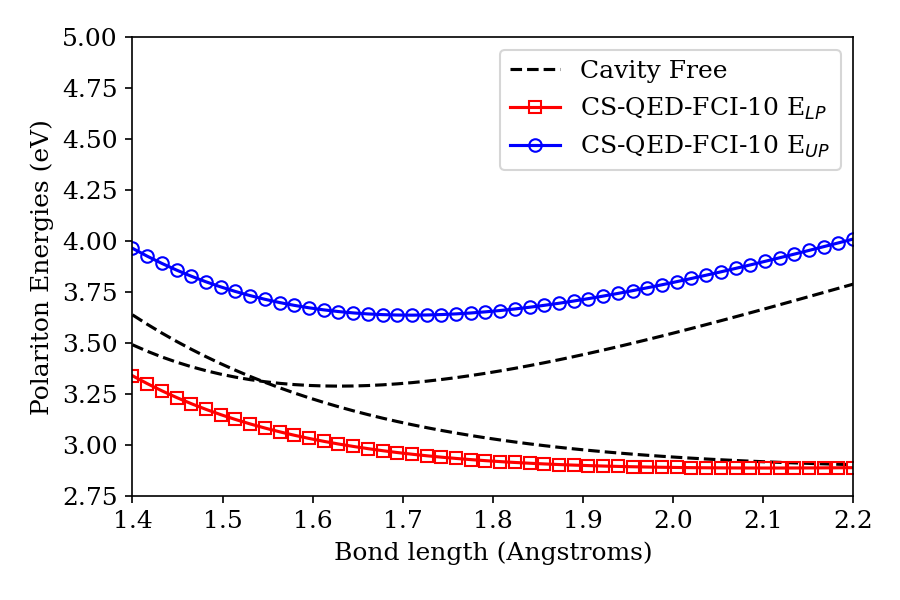 5.00
4.75
4.50
4.25
4.00
3.75
3.50
3.25
3.00
2.75
Polariton Energies (eV)
Cavity Free
CS-QED-FCI-10 E_LP
CS-QED-FCI-10 E_UP
1.4 1.5 1.6 1.7 1.8 1.9 2.0 2.1 2.2
Bond length (Angstroms)